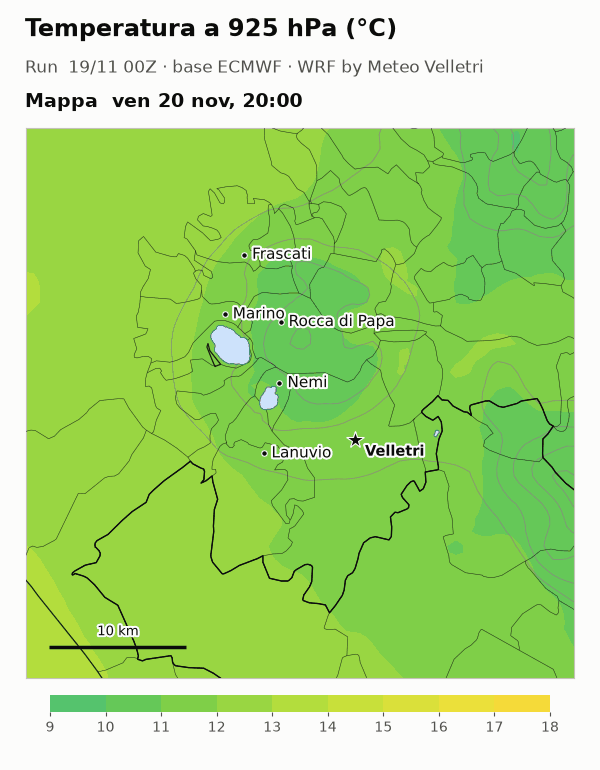 Temperatura a 925 hPa (°C)
Run  19/11 00Z · base ECMWF · WRF by Meteo Velletri
Mappa  ven 20 nov, 20:00
Frascati
Marino
Rocca di Papa
Nemi
Velletri
Lanuvio
10 km
9 10 11 12 13 14 15 16 17 18